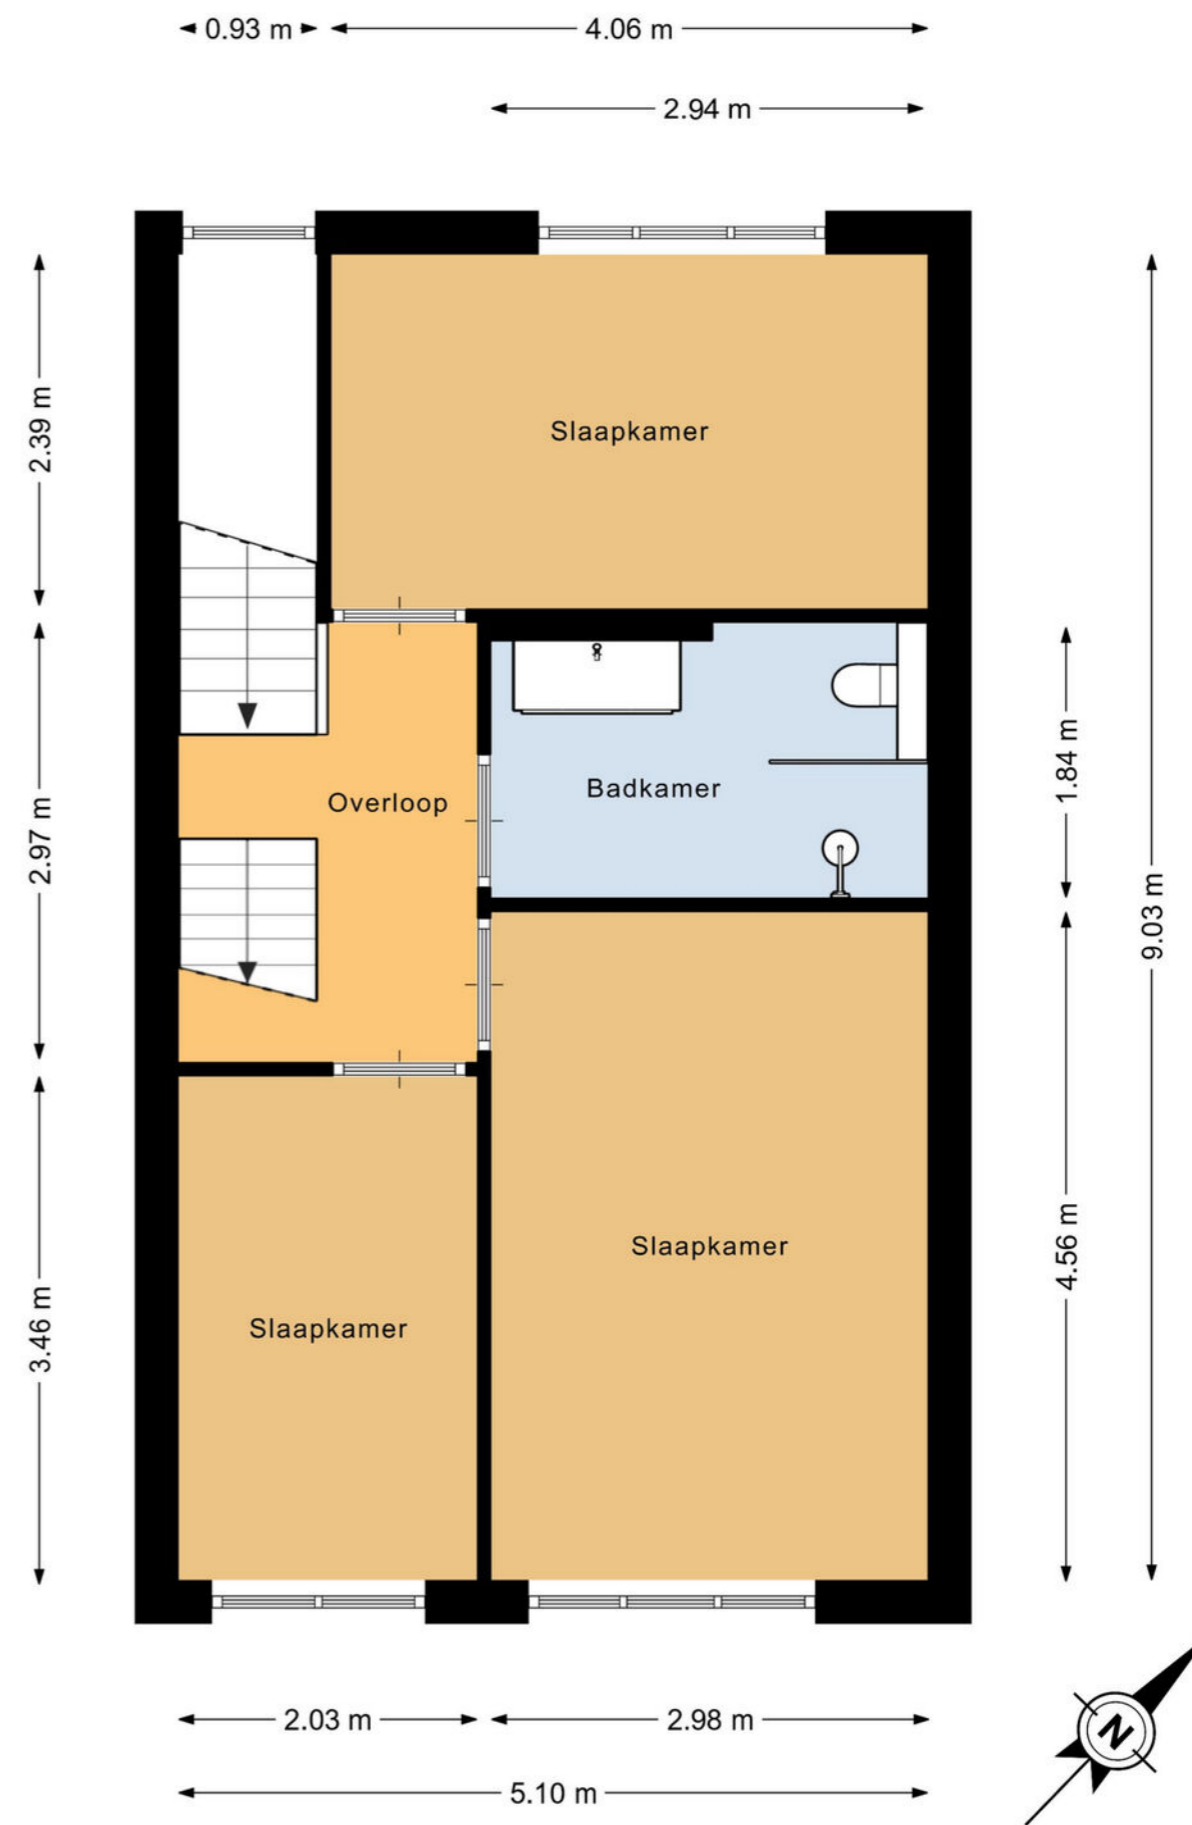 0.93 m
4.06 m
2.94 m
2.39 m
Slaapkamer
2.97 m
Overloop
Badkamer
1.84 m
9.03 m
4.56 m
Slaapkamer
3.46 m
Slaapkamer
2.03 m
2.98 m
5.10 m
N